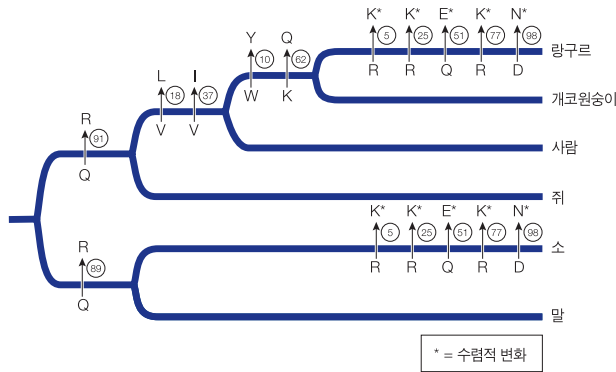 K* K* E* K* N*
5 25 51 77 98
R R Q R D
랑구르
Y Q
10 62
W K
개코원숭이
L I
18 37
V V
사람
R
91
Q
쥐
K* K* E* K* N*
5 25 51 77 98
R R Q R D
소
R
89
Q
말
* = 수렴적 변화